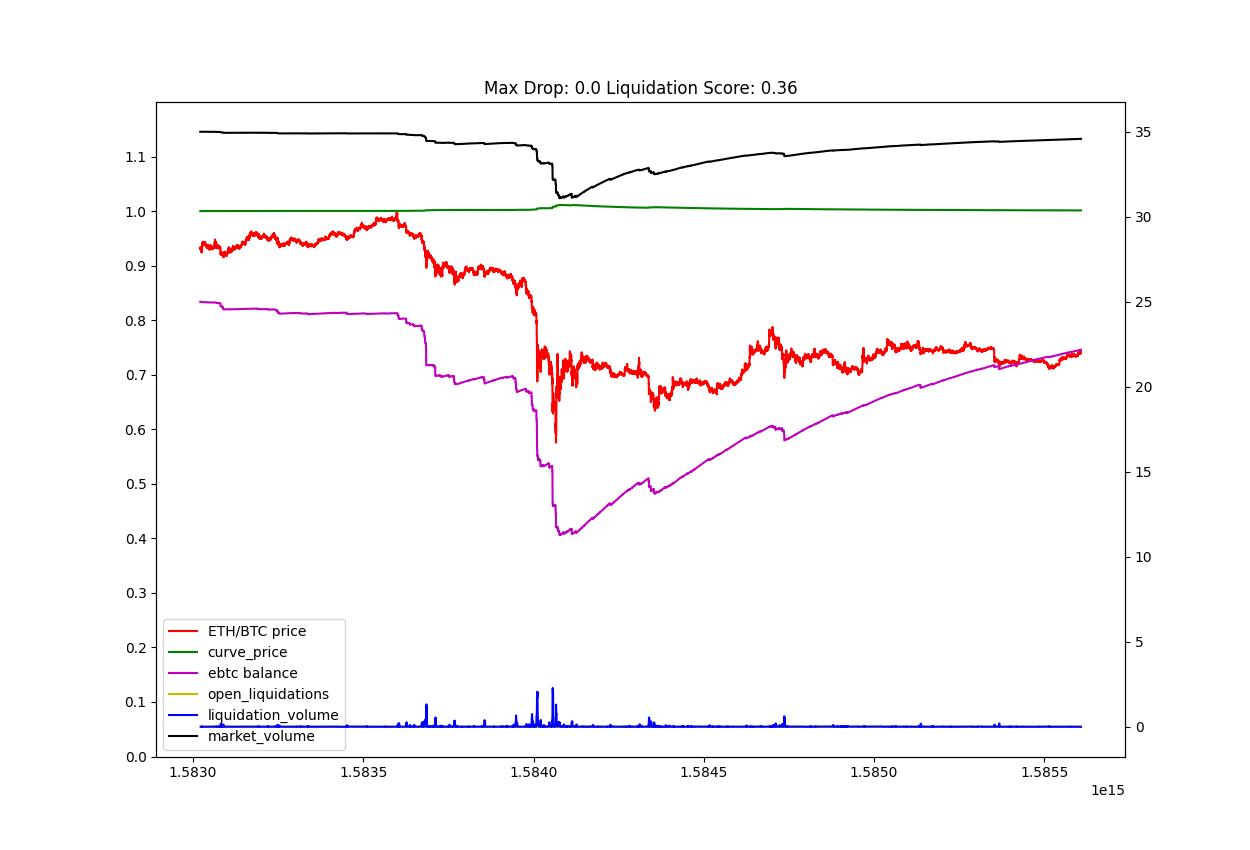 Max Drop: 0.0 Liquidation Score: 0.36
1.1
1.0
0.9
0.8
0.7
0.6
0.5
0.4
0.3
0.2
0.1
0.0
35
30
25
20
15
10
5
0
ETH/BTC price
curve_price
ebtc balance
open_liquidations
liquidation_volume
market_volume
1.5830 1.5835 1.5840 1.5845 1.5850 1.5855
1e15